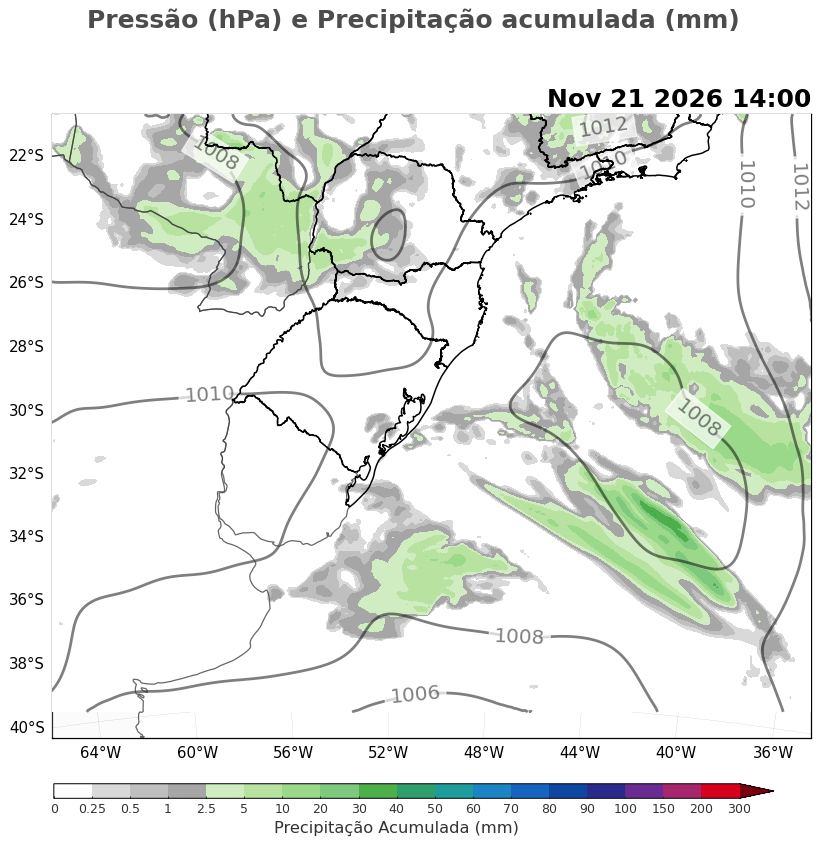 Pressão (hPa) e Precipitação acumulada (mm)
Nov 21 2026 14:00
1012
1008
1010
1010
1012
22°S
24°S
26°S
28°S
30°S
32°S
34°S
36°S
38°S
40°S
1010
1008
1008
1006
64°W 60°W 56°W 52°W 48°W 44°W 40°W 36°W
0 0.25 0.5 1 2.5 5 10 20 30 40 50 60 70 80 90 100 150 200 300
Precipitação Acumulada (mm)